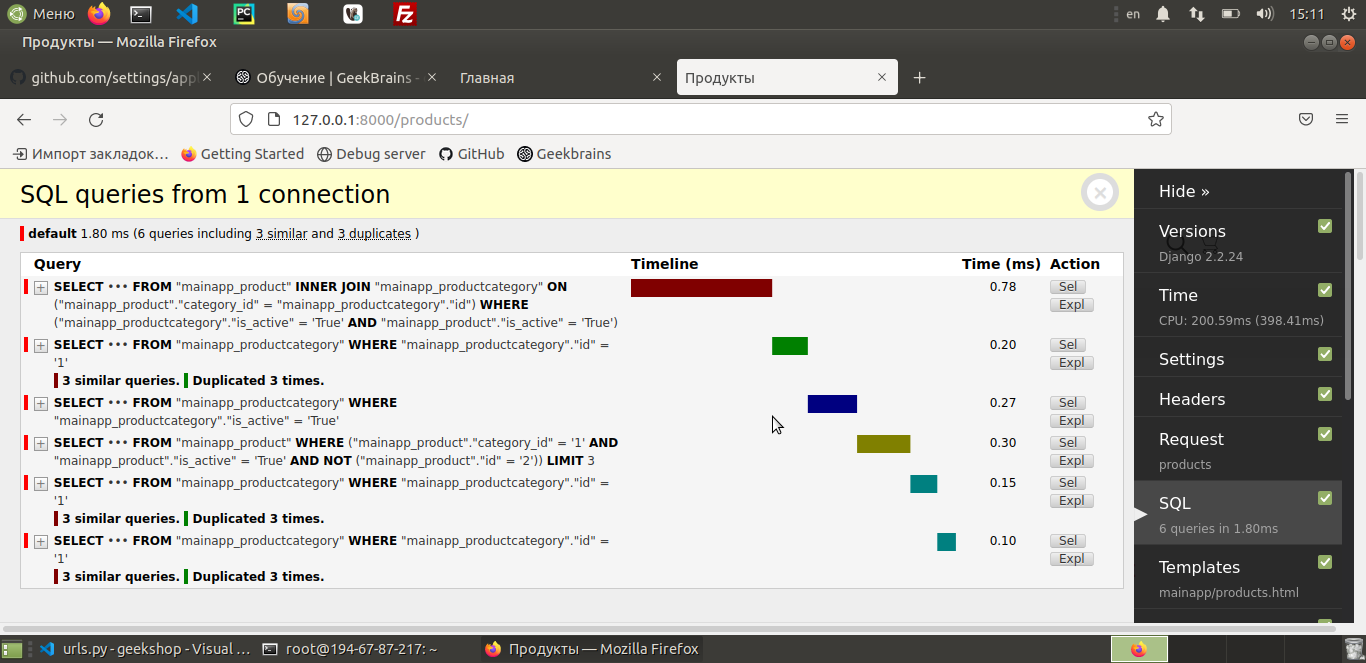 Меню
en
15:11
Продукты — Mozilla Firefox
github.com/settings/appl
Обучение | GeekBrains -
Главная
Продукты
127.0.0.1:8000/products/
Импорт закладок…
Getting Started
Debug server
GitHub
Geekbrains
SQL queries from 1 connection
default 1.80 ms (6 queries including 3 similar and 3 duplicates )
Query Timeline Time (ms) Action
SELECT ••• FROM "mainapp_product" INNER JOIN "mainapp_productcategory" ON 0.78 Sel
("mainapp_product"."category_id" = "mainapp_productcategory"."id") WHERE Expl
("mainapp_productcategory"."is_active" = 'True' AND "mainapp_product"."is_active" = 'True')
SELECT ••• FROM "mainapp_productcategory" WHERE "mainapp_productcategory"."id" = 0.20 Sel
'1' Expl
3 similar queries. Duplicated 3 times.
SELECT ••• FROM "mainapp_productcategory" WHERE 0.27 Sel
"mainapp_productcategory"."is_active" = 'True' Expl
SELECT ••• FROM "mainapp_product" WHERE ("mainapp_product"."category_id" = '1' AND 0.30 Sel
"mainapp_product"."is_active" = 'True' AND NOT ("mainapp_product"."id" = '2')) LIMIT 3 Expl
SELECT ••• FROM "mainapp_productcategory" WHERE "mainapp_productcategory"."id" = 0.15 Sel
'1' Expl
3 similar queries. Duplicated 3 times.
SELECT ••• FROM "mainapp_productcategory" WHERE "mainapp_productcategory"."id" = 0.10 Sel
'1' Expl
3 similar queries. Duplicated 3 times.
Hide »
Versions
Django 2.2.24
Time
CPU: 200.59ms (398.41ms)
Settings
Headers
Request
products
SQL
6 queries in 1.80ms
Templates
mainapp/products.html
urls.py - geekshop - Visual ...
root@194-67-87-217: ~
Продукты — Mozilla Firefox